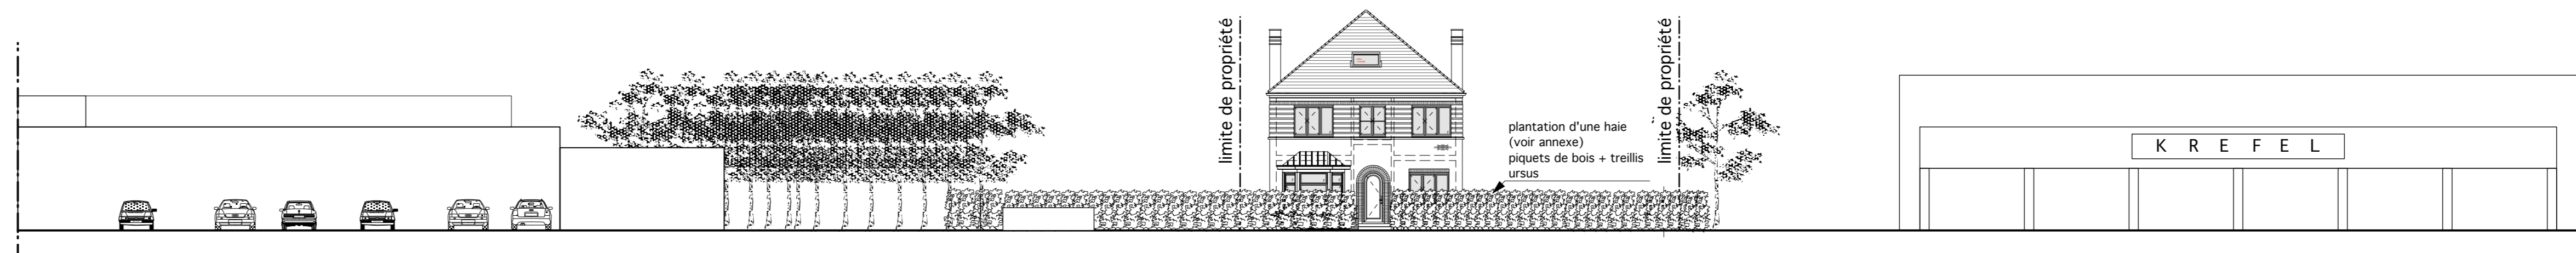 limite de propriété
plantation d'une haie
(voir annexe)
piquets de bois + treillis
ursus
limite de propriété
K R E F E L